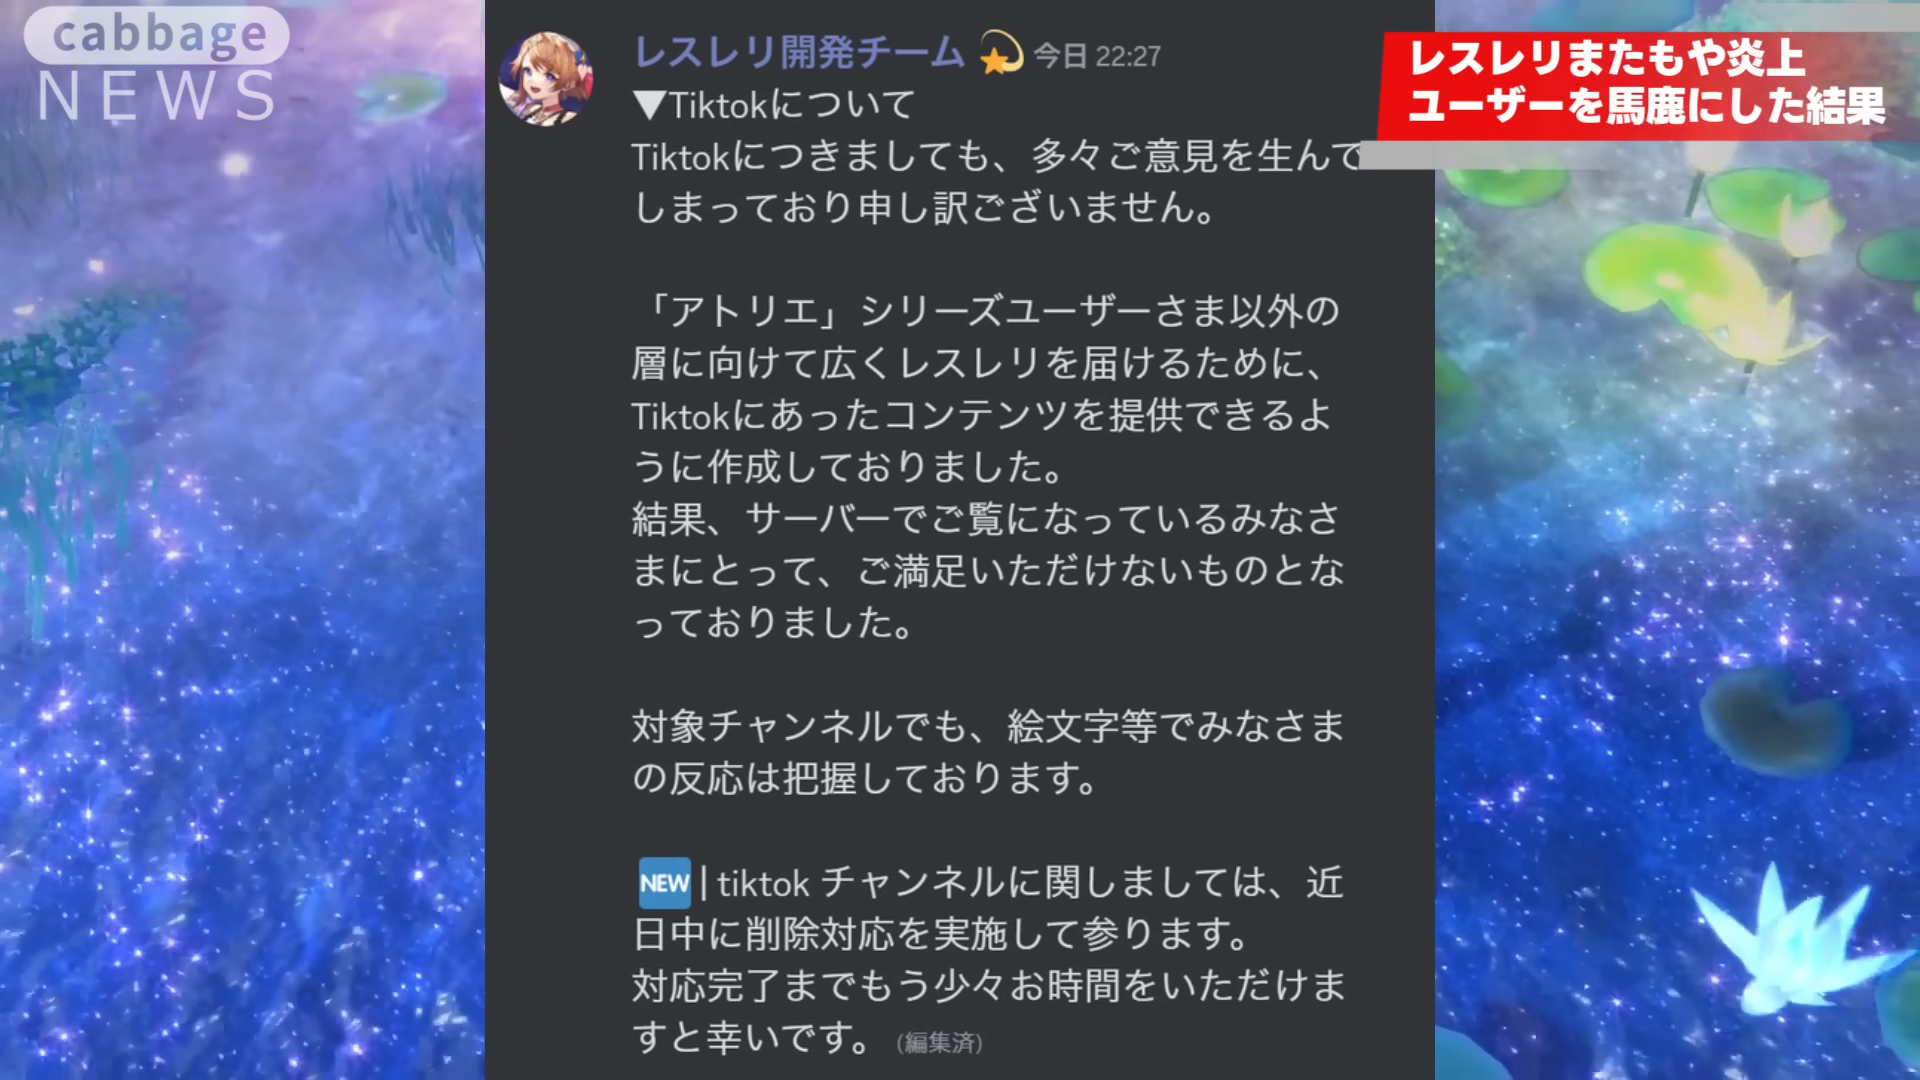 cabbage
NEWS
レスレリ開発チーム 今日 22:27
レスレリまたもや炎上
ユーザーを馬鹿にした結果
▼Tiktokについて
Tiktokにつきましても、多々ご意見を生んで
しまっており申し訳ございません。
「アトリエ」シリーズユーザーさま以外の
層に向けて広くレスレリを届けるために、
Tiktokにあったコンテンツを提供できるよ
うに作成しておりました。
結果、サーバーでご覧になっているみなさ
まにとって、ご満足いただけないものとな
っておりました。
対象チャンネルでも、絵文字等でみなさま
の反応は把握しております。
NEW | tiktok チャンネルに関しましては、近
日中に削除対応を実施して参ります。
対応完了までもう少々お時間をいただけま
すと幸いです。 (編集済)